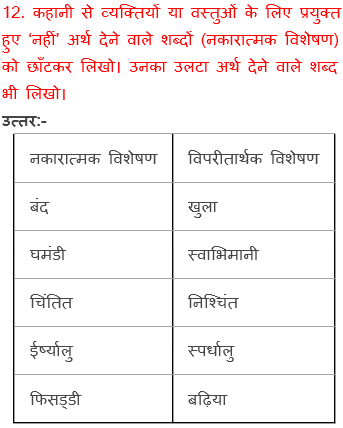 12. कहानी से व्यक्तियों या वस्तुओं के लिए प्रयुक्त
हुए ‘नहीं’ अर्थ देने वाले शब्दों (नकारात्मक विशेषण)
को छाँटकर लिखो। उनका उलटा अर्थ देने वाले शब्द
भी लिखो।
उत्तर:-
नकारात्मक विशेषण विपरीतार्थक विशेषण
बंद खुला
घमंडी स्वाभिमानी
चिंतित निश्चिंत
ईर्ष्यालु स्पर्धालु
फिसड्डी बढ़िया